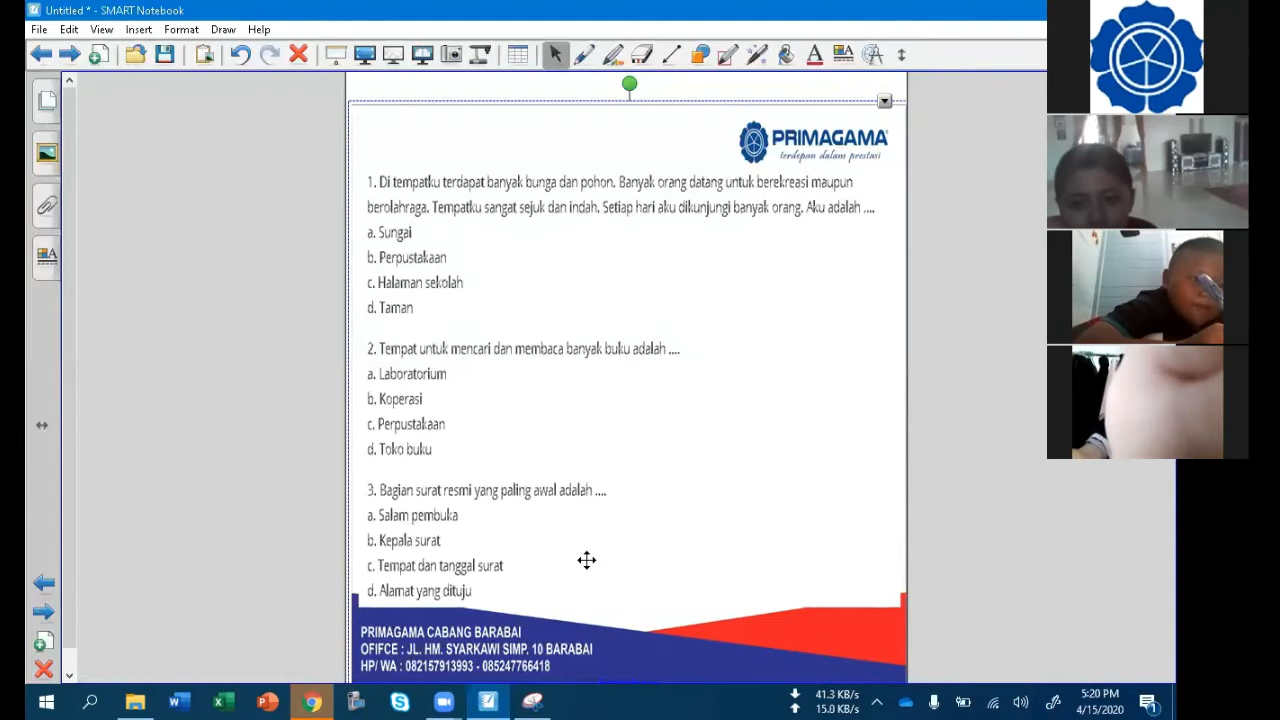 Untitled * - SMART Notebook
File Edit View Insert Format Draw Help
PRIMAGAMA
terdepan dalam prestasi
1. Di tempatku terdapat banyak bunga dan pohon. Banyak orang datang untuk berekreasi maupun
berolahraga. Tempatku sangat sejuk dan indah. Setiap hari aku dikunjungi banyak orang. Aku adalah ....
a. Sungai
b. Perpustakaan
c. Halaman sekolah
d. Taman
2. Tempat untuk mencari dan membaca banyak buku adalah ....
a. Laboratorium
b. Koperasi
c. Perpustakaan
d. Toko buku
3. Bagian surat resmi yang paling awal adalah ....
a. Salam pembuka
b. Kepala surat
c. Tempat dan tanggal surat
d. Alamat yang dituju
PRIMAGAMA CABANG BARABAI
OFIFCE : JL. HM. SYARKAWI SIMP. 10 BARABAI
HP/ WA : 082157913993 - 085247766418
41.3 KB/s
15.0 KB/s
5:20 PM
4/15/2020